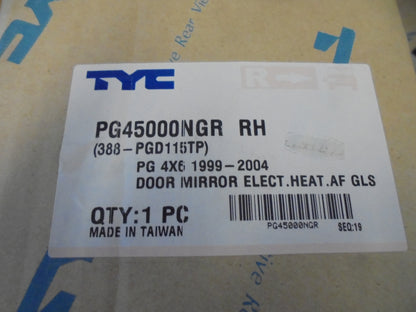 TYC
R
PG45000NGR RH
(388-PGD115TP)
PG 4X6 1999-2004
DOOR MIRROR ELECT.HEAT.AF GLS
QTY:1 PC
MADE IN TAIWAN
PG45000NGR
SEQ:19